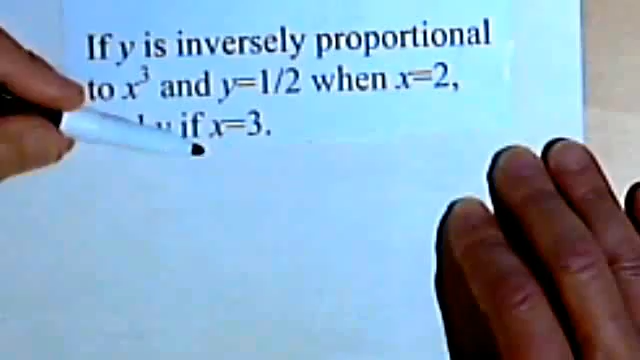 If y is inversely proportional
to x³ and y=1/2 when x=2,
y if x=3.